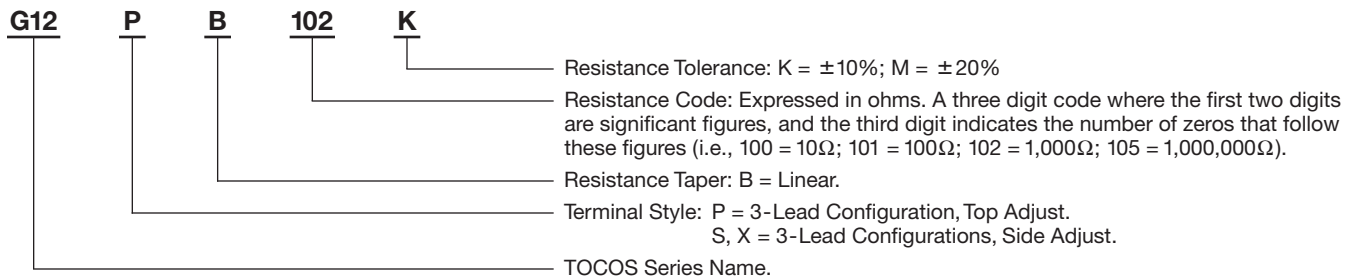 G12 P B 102 K
Resistance Tolerance: K = ±10%; M = ±20%
Resistance Code: Expressed in ohms. A three digit code where the first two digits
are significant figures, and the third digit indicates the number of zeros that follow
these figures (i.e., 100 = 10Ω; 101 = 100Ω; 102 = 1,000Ω; 105 = 1,000,000Ω).
Resistance Taper: B = Linear.
Terminal Style: P = 3-Lead Configuration, Top Adjust.
S, X = 3-Lead Configurations, Side Adjust.
TOCOS Series Name.